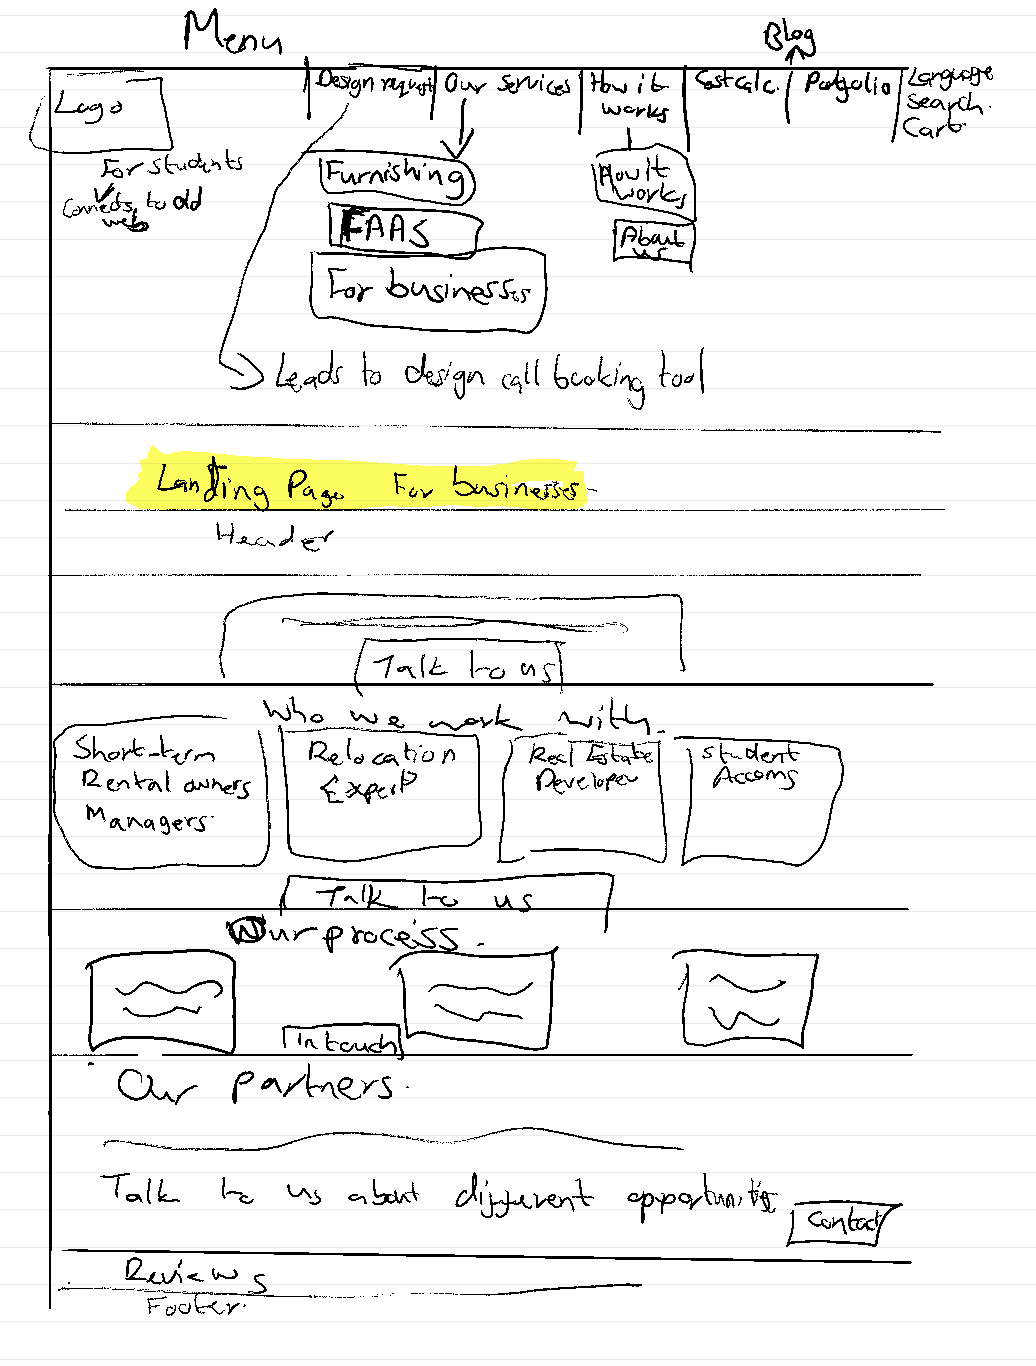 Menu
Blog
Logo
Design request
Our services
How it
works
Cost calc.
Portfolio
Language
Search.
Cart.
For students
Connects to old
web
Furnishing
FAAS
For businesses
How It
works
About
us
Leads to design call booking tool
Landing Page For businesses
Header
Talk to us
Who we work with
Short-term
Rental owners
Managers.
Relocation
Expert
Real Estate
Developer
Student
Accoms
Talk to us
Our process.
In touch
Our partners.
Talk to us about different opportunities
Contact
Reviews
Footer.